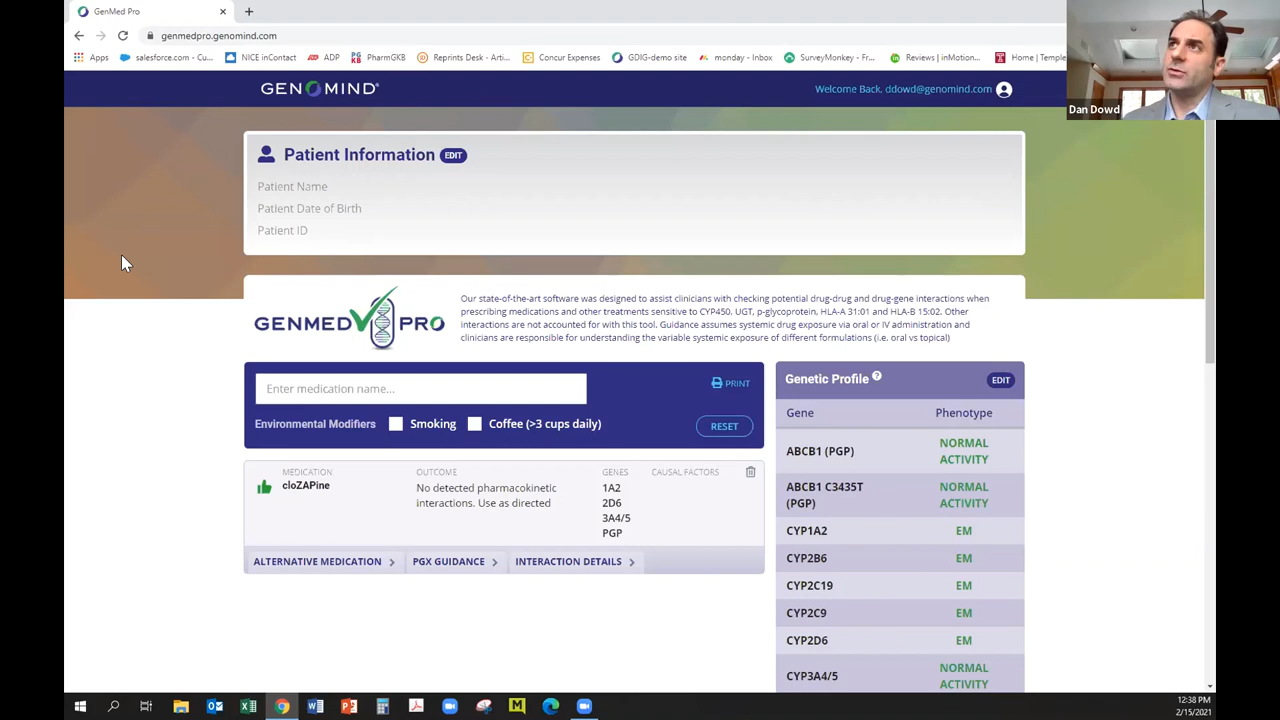 GenMed Pro
genmedpro.genomind.com
Apps
salesforce.com - Cu...
NICE inContact
ADP
PharmGKB
Reprints Desk - Arti...
Concur Expenses
GDIG-demo site
monday - Inbox
SurveyMonkey - Fr...
Reviews | inMotion...
Home | Temple
Dan Dowd
GENOMIND®
Welcome Back, ddowd@genomind.com
Patient Information EDIT
Patient Name
Patient Date of Birth
Patient ID
GENMED PRO
Our state-of-the-art software was designed to assist clinicians with checking potential drug-drug and drug-gene interactions when
prescribing medications and other treatments sensitive to CYP450, UGT, p-glycoprotein, HLA-A 31:01 and HLA-B 15:02. Other
interactions are not accounted for with this tool. Guidance assumes systemic drug exposure via oral or IV administration and
clinicians are responsible for understanding the variable systemic exposure of different formulations (i.e. oral vs topical)
Enter medication name...
PRINT
Environmental Modifiers
Smoking
Coffee (>3 cups daily)
RESET
MEDICATION
cloZAPine
OUTCOME
No detected pharmacokinetic
interactions. Use as directed
GENES
1A2
2D6
3A4/5
PGP
CAUSAL FACTORS
ALTERNATIVE MEDICATION
PGX GUIDANCE
INTERACTION DETAILS
Genetic Profile ?
EDIT
Gene Phenotype
ABCB1 (PGP) NORMAL
ACTIVITY
ABCB1 C3435T NORMAL
(PGP) ACTIVITY
CYP1A2 EM
CYP2B6 EM
CYP2C19 EM
CYP2C9 EM
CYP2D6 EM
CYP3A4/5 NORMAL
ACTIVITY
12:38 PM
2/15/2021